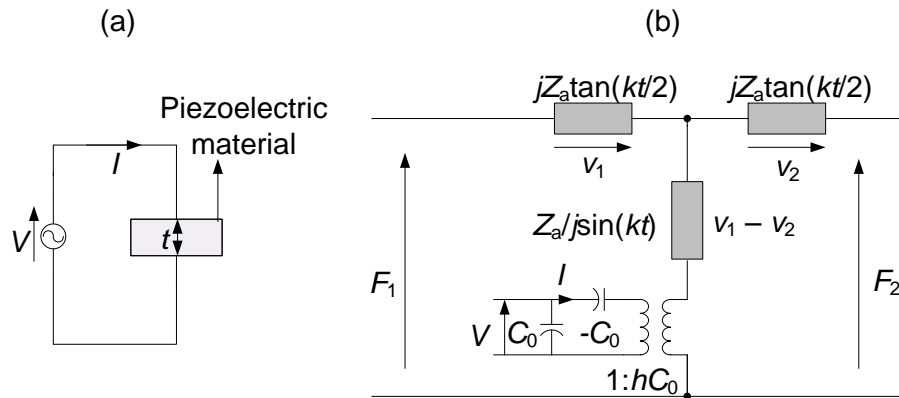 (a)
Piezoelectric
material
I
V
t
(b)
jZₐtan(kt/2)
jZₐtan(kt/2)
v₁
v₂
Zₐ/jsin(kt)
v₁ − v₂
F₁
F₂
I
V
C₀
-C₀
1:hC₀